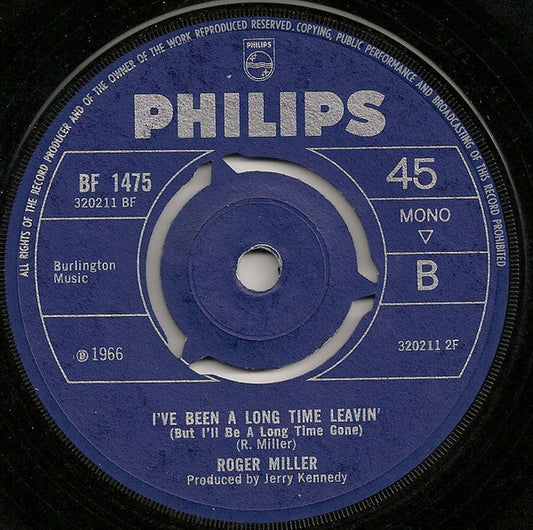 ALL RIGHTS OF THE RECORD PRODUCER AND OF THE OWNER OF THE WORK REPRODUCED RESERVED. COPYING, PUBLIC PERFORMANCE AND BROADCASTING OF THIS RECORD PROHIBITED
PHILIPS
PHILIPS
BF 1475
320211 BF
45
MONO
B
Burlington
Music
℗ 1966
320211 2F
I'VE BEEN A LONG TIME LEAVIN'
(But I'll Be A Long Time Gone)
(R. Miller)
ROGER MILLER
Produced by Jerry Kennedy